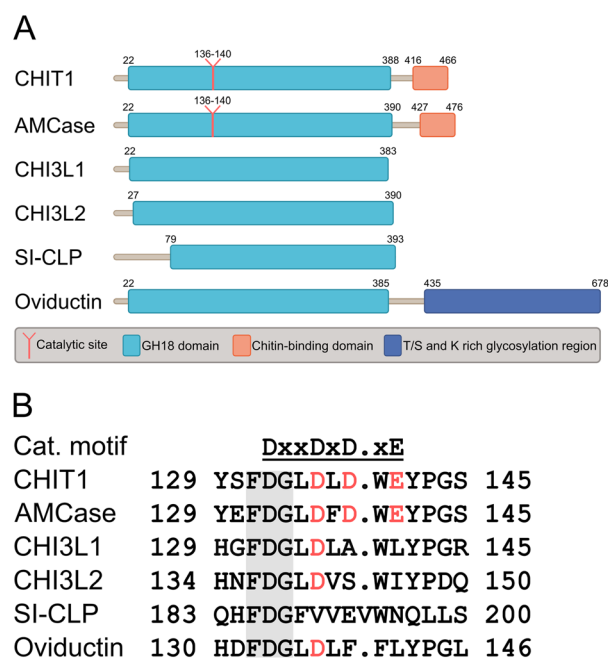 A
136-140
22 388 416 466
CHIT1
136-140
22 390 427 476
AMCase
22 383
CHI3L1
27 390
CHI3L2
79 393
SI-CLP
22 385 435 678
Oviductin
Catalytic site GH18 domain Chitin-binding domain T/S and K rich glycosylation region
B
Cat. motif DxxDxD.xE
CHIT1 129 YSFDGLDLD.WEYPGS 145
AMCase 129 YEFDGLDFD.WEYPGS 145
CHI3L1 129 HGFDGLDLA.WLYPGR 145
CHI3L2 134 HNFDGLDVS.WIYPDQ 150
SI-CLP 183 QHFDGFVVEVWNQLLS 200
Oviductin 130 HDFDGLDLF.FLYPGL 146